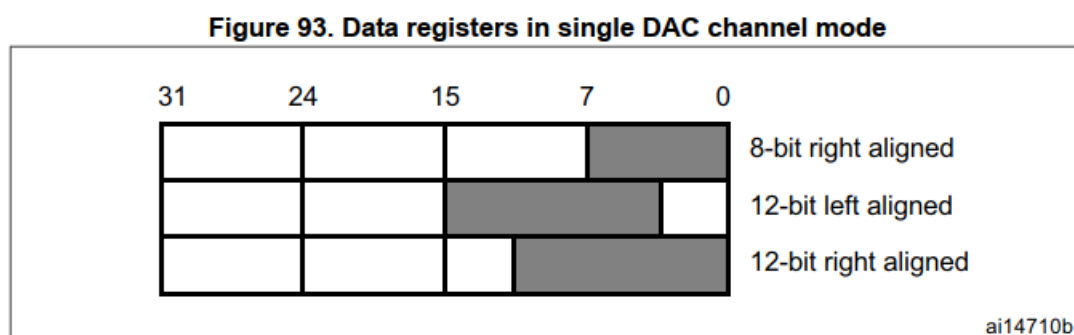 Figure 93. Data registers in single DAC channel mode
31 24 15 7 0
8-bit right aligned
12-bit left aligned
12-bit right aligned
ai14710b